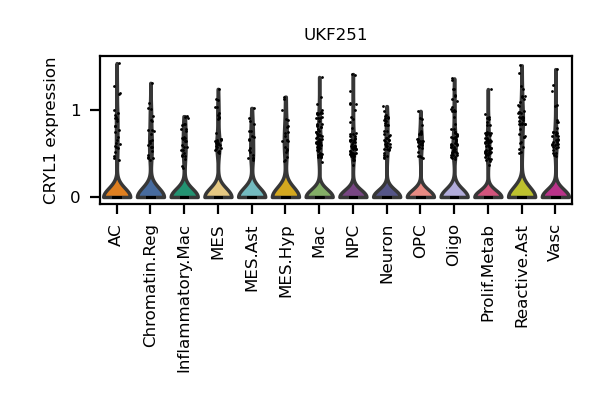 UKF251
CRYL1 expression
1
0
AC
Chromatin.Reg
Inflammatory.Mac
MES
MES.Ast
MES.Hyp
Mac
NPC
Neuron
OPC
Oligo
Prolif.Metab
Reactive.Ast
Vasc